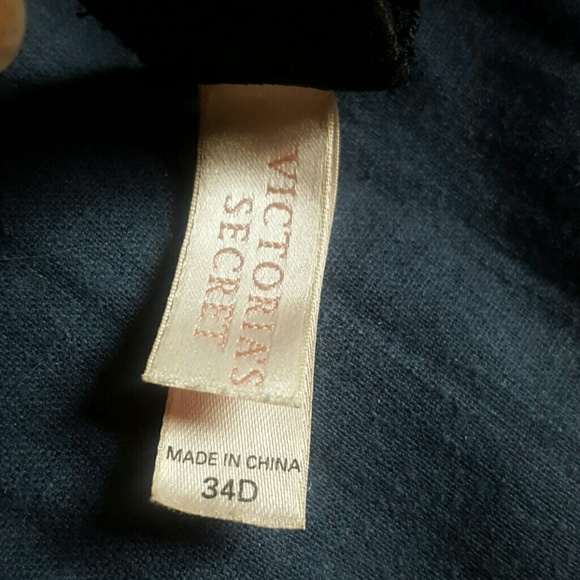 VICTORIA'S
SECRET
MADE IN CHINA
34D